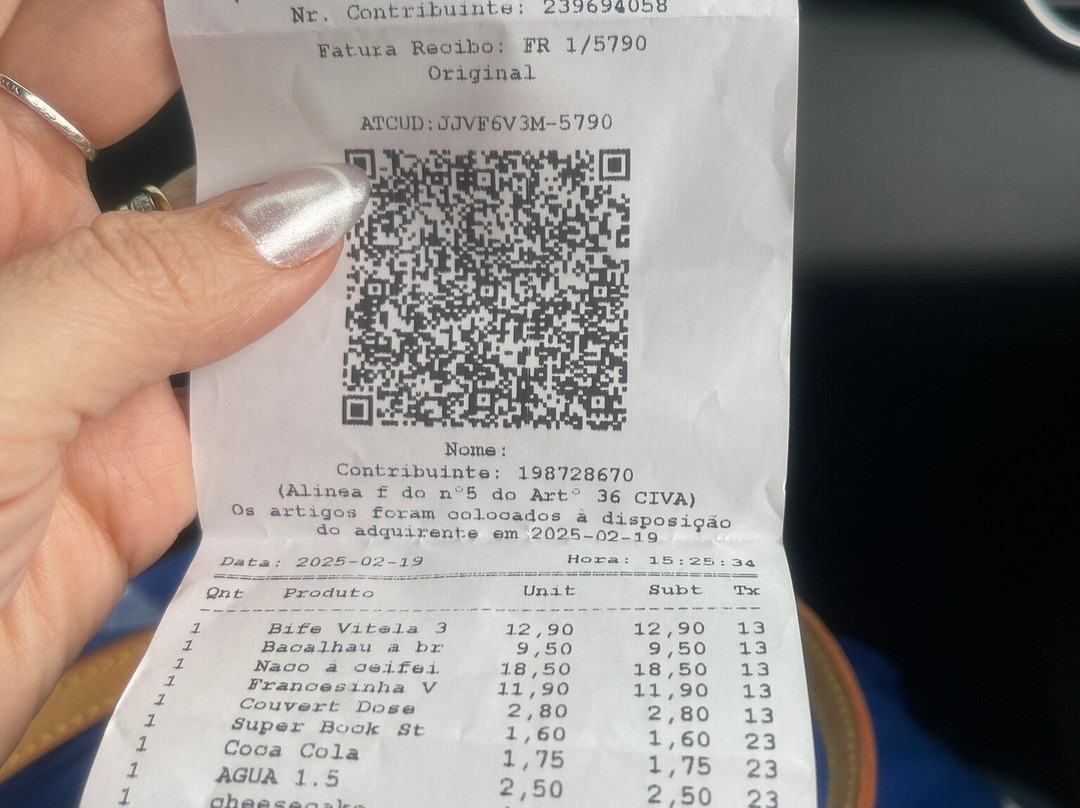 Nr. Contribuinte: 239694058
Fatura Recibo: FR 1/5790
Original
ATCUD:JJVF6V3M-5790
Nome:
Contribuinte: 198728670
(Alinea f do n°5 do Art° 36 CIVA)
Os artigos foram colocados à disposição
do adquirente em 2025-02-19
Data: 2025-02-19 Hora: 15:25:34
Qnt Produto Unit Subt Tx
1 Bife Vitela 3 12,90 12,90 13
1 Bacalhau a br 9,50 9,50 13
1 Naco a ceifei 18,50 18,50 13
1 Francesinha V 11,90 11,90 13
1 Couvert Dose 2,80 2,80 13
1 Super Bock St 1,60 1,60 23
1 Coca Cola 1,75 1,75 23
1 AGUA 1.5 2,50 2,50 23
1 cheesecake